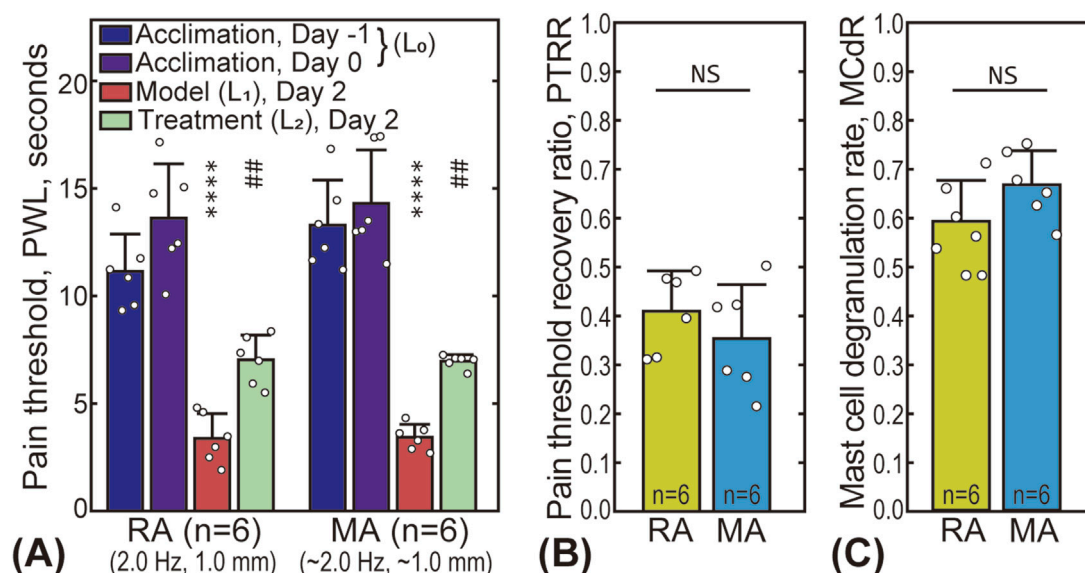 Acclimation, Day -1
Acclimation, Day 0
} (L₀)
Model (L₁), Day 2
Treatment (L₂), Day 2
Pain threshold, PWL, seconds
20
15
10
5
0
****
##
****
##
RA (n=6)
(2.0 Hz, 1.0 mm)
MA (n=6)
(~2.0 Hz, ~1.0 mm)
(A)
Pain threshold recovery ratio, PTRR
1.0
0.9
0.8
0.7
0.6
0.5
0.4
0.3
0.2
0.1
0.0
NS
n=6
n=6
RA
MA
(B)
Mast cell degranulation rate, MCdR
1.0
0.9
0.8
0.7
0.6
0.5
0.4
0.3
0.2
0.1
0.0
NS
n=6
n=6
RA
MA
(C)